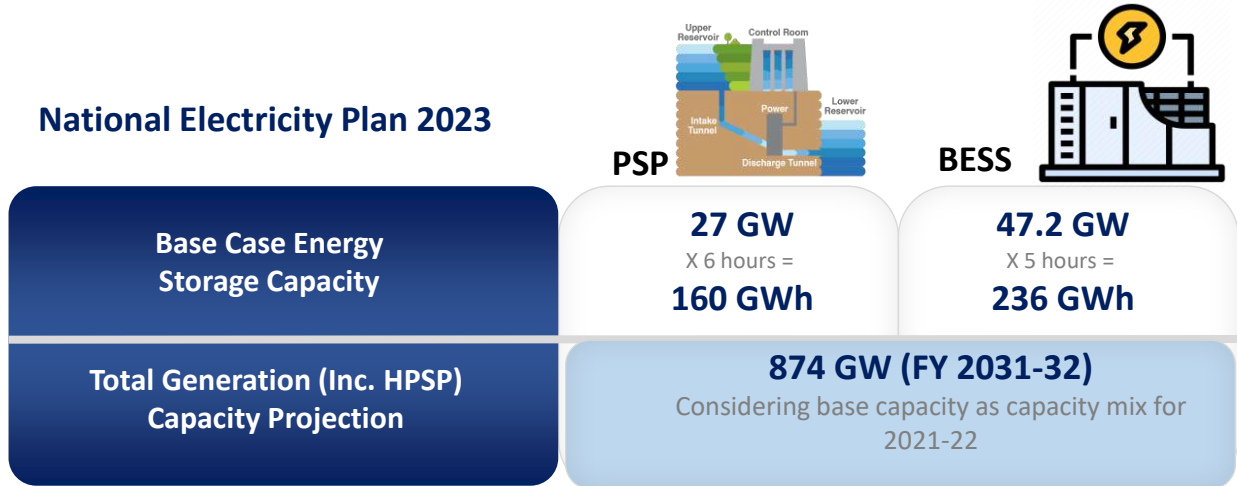 National Electricity Plan 2023
Upper
Reservoir
Control Room
Lower
Reservoir
Power
Intake
Tunnel
Discharge Tunnel
PSP
BESS
Base Case Energy
Storage Capacity
27 GW
X 6 hours =
160 GWh
47.2 GW
X 5 hours =
236 GWh
Total Generation (Inc. HPSP)
Capacity Projection
874 GW (FY 2031-32)
Considering base capacity as capacity mix for
2021-22